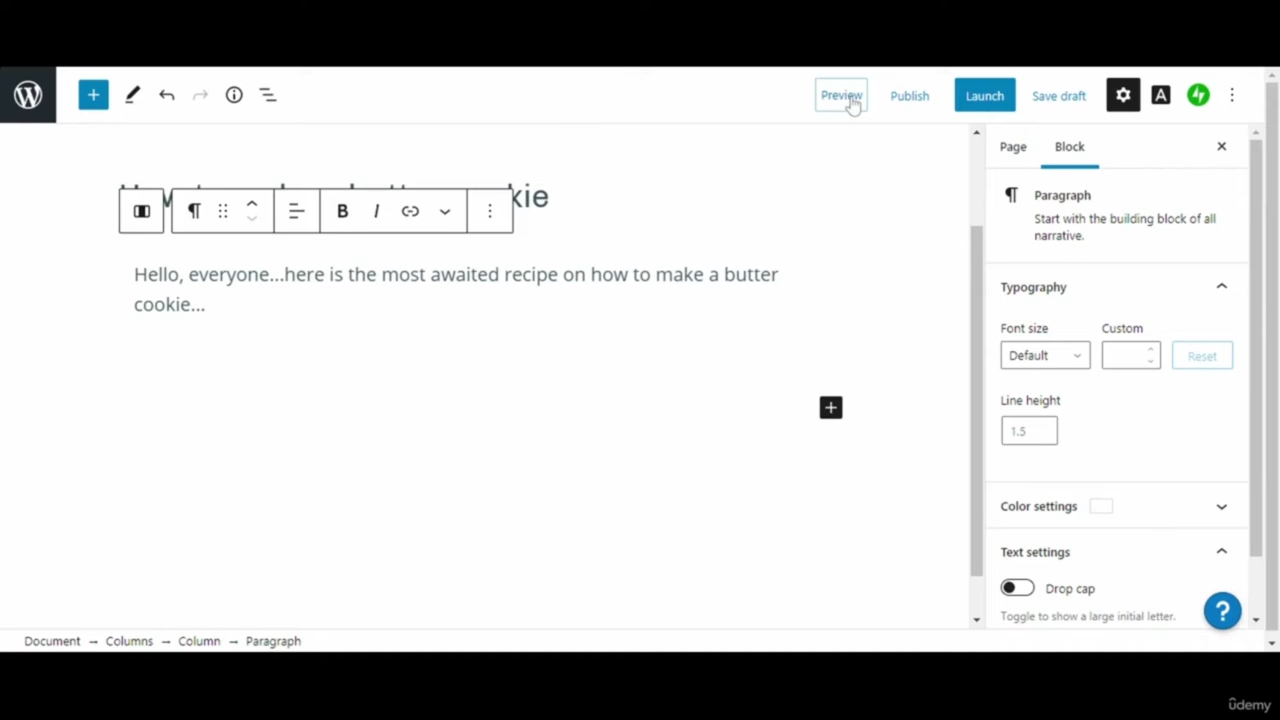 Preview
Publish
Launch
Save draft
A
Page
Block
kie
B
I
Paragraph
Start with the building block of all
narrative.
Hello, everyone...here is the most awaited recipe on how to make a butter
cookie...
Typography
Font size
Custom
Default
Reset
Line height
1.5
Color settings
Text settings
Drop cap
Toggle to show a large initial letter.
?
Document → Columns → Column → Paragraph
ûdemy